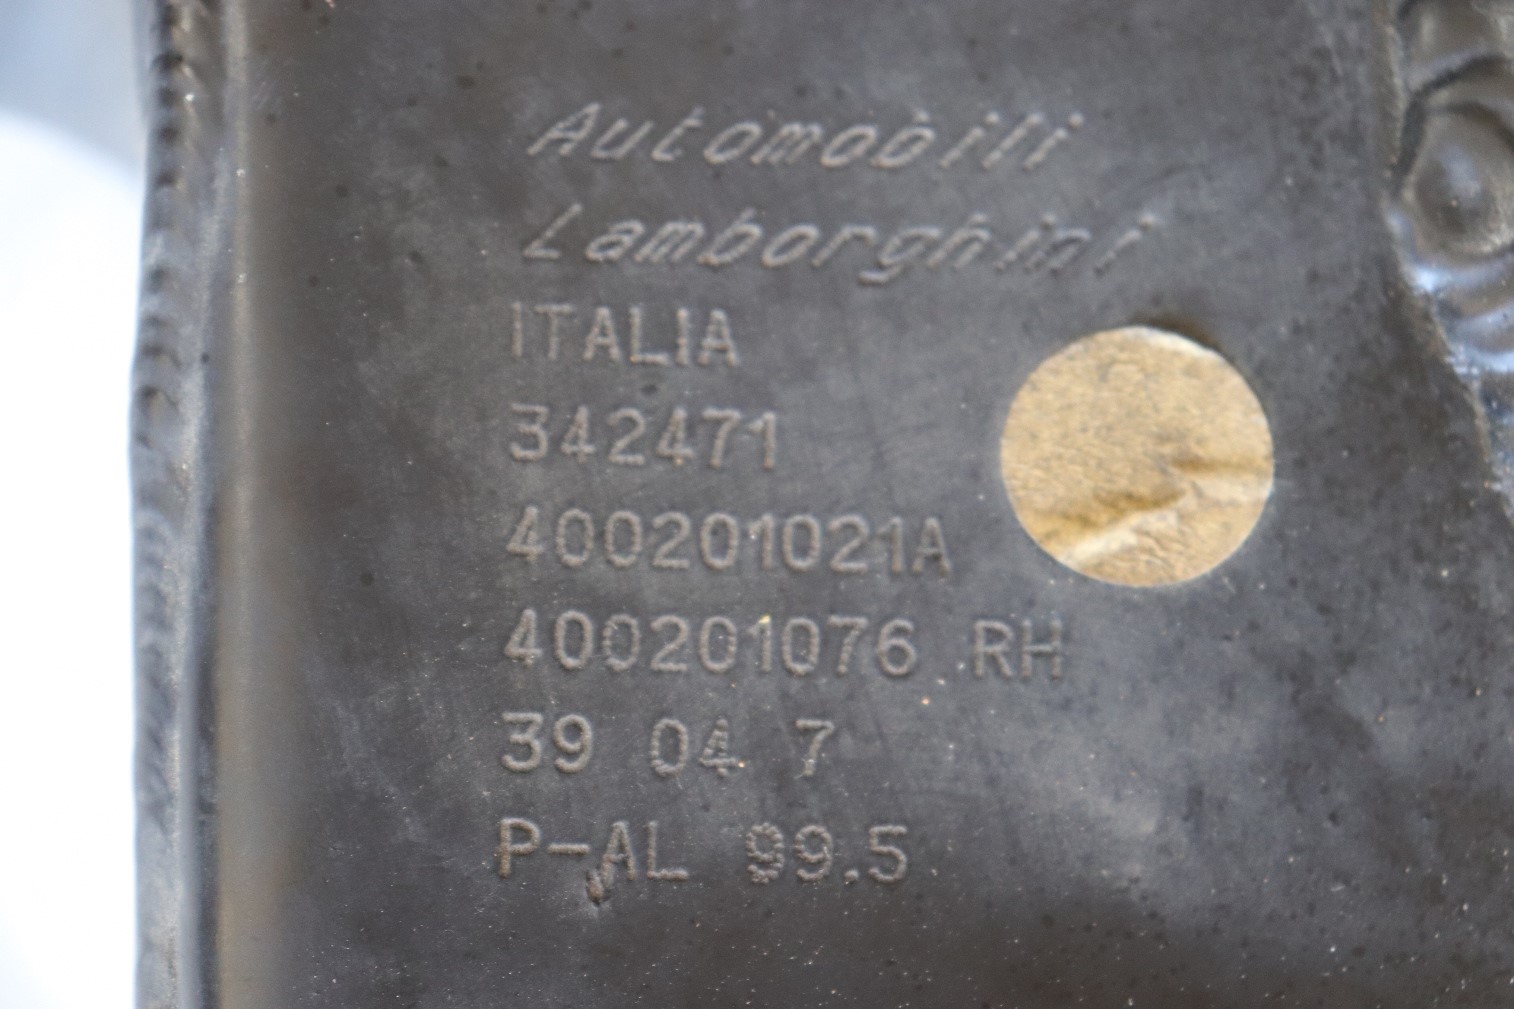 Automobili
Lamborghini
ITALIA
342471
400201021A
400201076 RH
39 04 7
P-AL 99.5